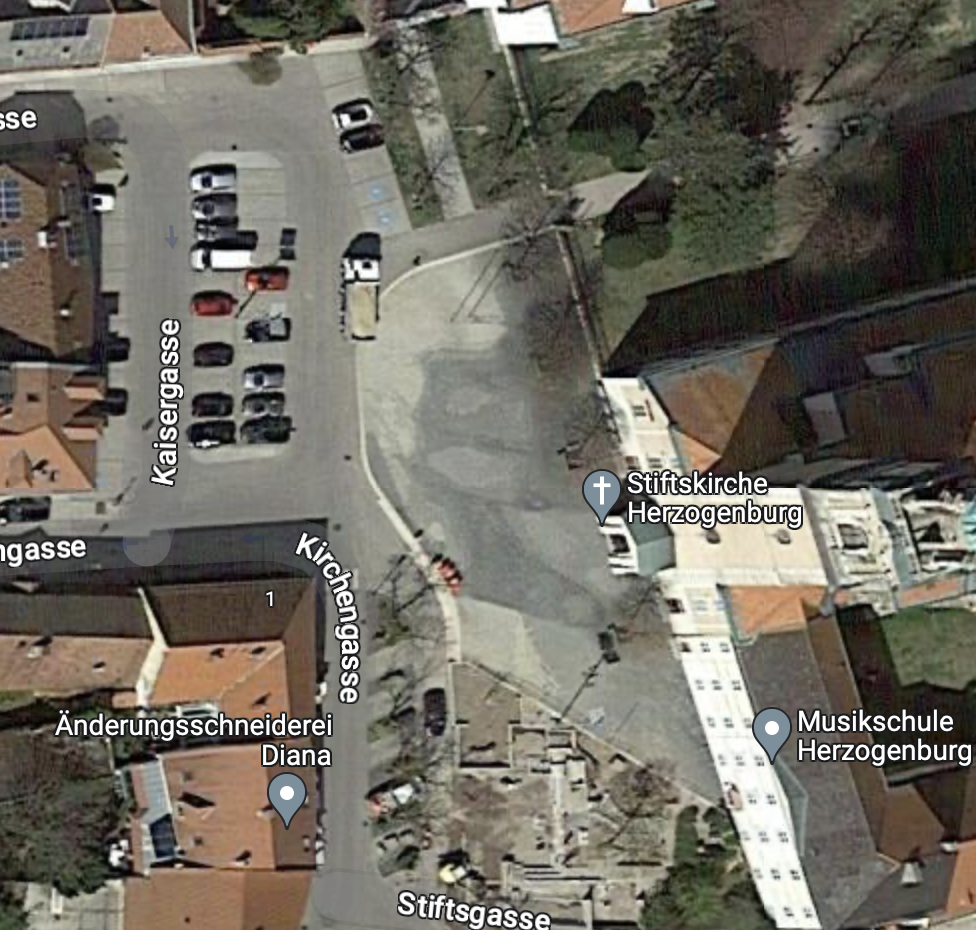 sse
Kaisergasse
Stiftskirche
Herzogenburg
ngasse
Kirchengasse
1
Änderungsschneiderei
Diana
Musikschule
Herzogenburg
Stiftsgasse